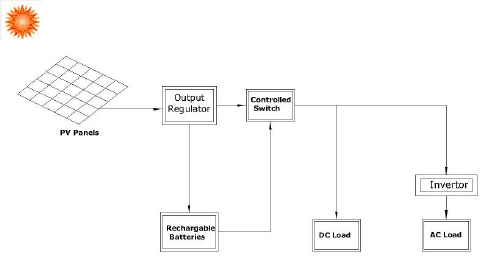 Output
Regulator
Controlled
Switch
PV Panels
Invertor
Rechargable
Batteries
DC Load
AC Load